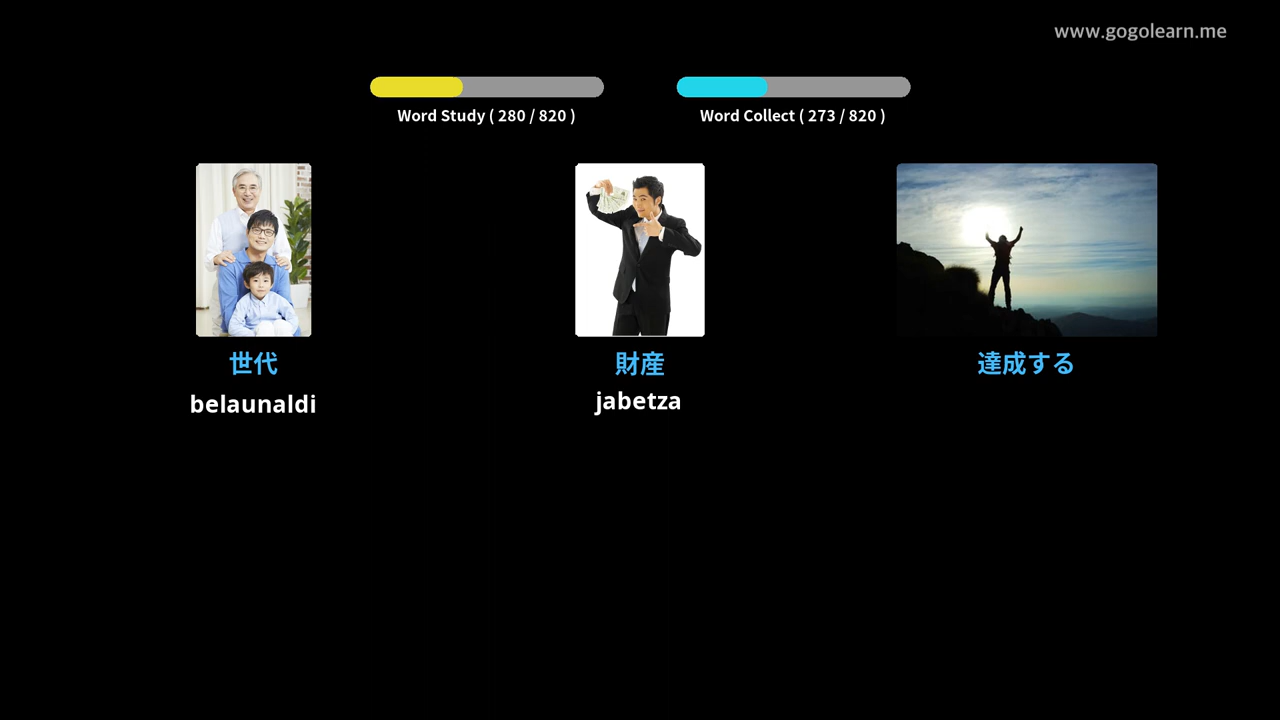 www.gogolearn.me
Word Study ( 280 / 820 )
Word Collect ( 273 / 820 )
世代
財産
達成する
belaunaldi
jabetza